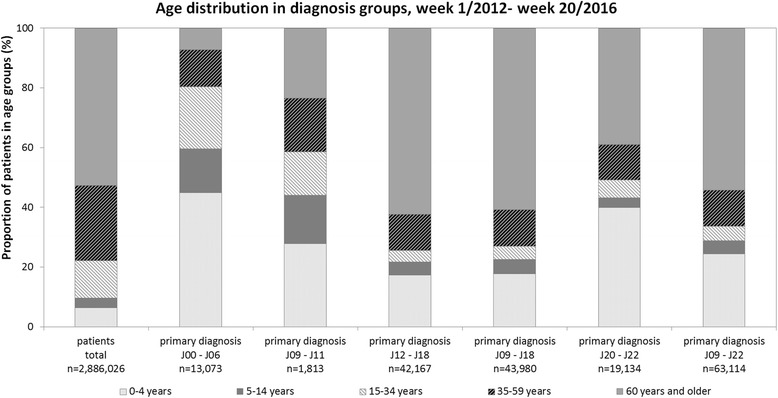 Age distribution in diagnosis groups, week 1/2012- week 20/2016
Proportion of patients in age groups (%)
100
80
60
40
20
0
patients total n=2,886,026
primary diagnosis J00 - J06 n=13,073
primary diagnosis J09 - J11 n=1,813
primary diagnosis J12 - J18 n=42,167
primary diagnosis J09 - J18 n=43,980
primary diagnosis J20 - J22 n=19,134
primary diagnosis J09 - J22 n=63,114
0-4 years
5-14 years
15-34 years
35-59 years
60 years and older